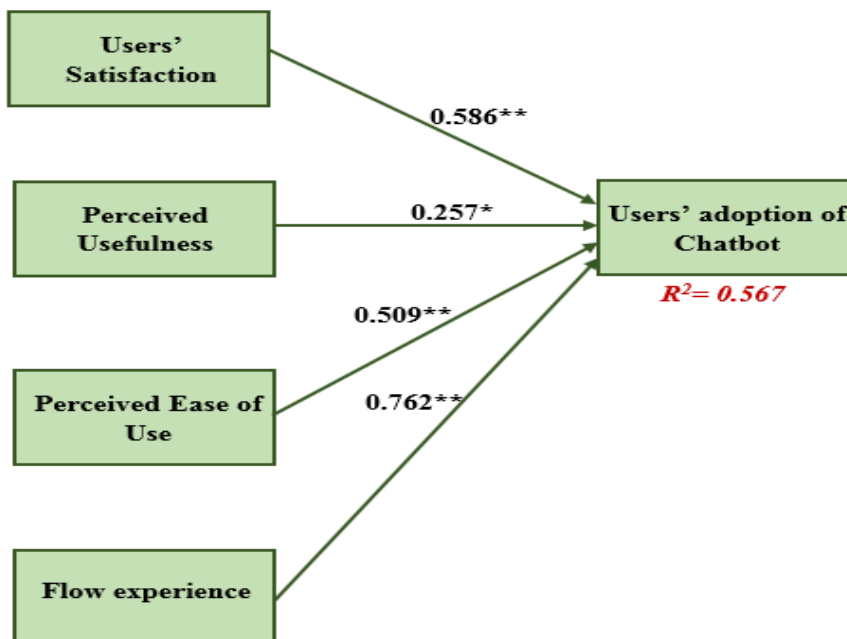 Users'
Satisfaction
0.586**
Perceived
Usefulness
0.257*
Users' adoption of
Chatbot
R²= 0.567
0.509**
Perceived Ease of
Use
0.762**
Flow experience